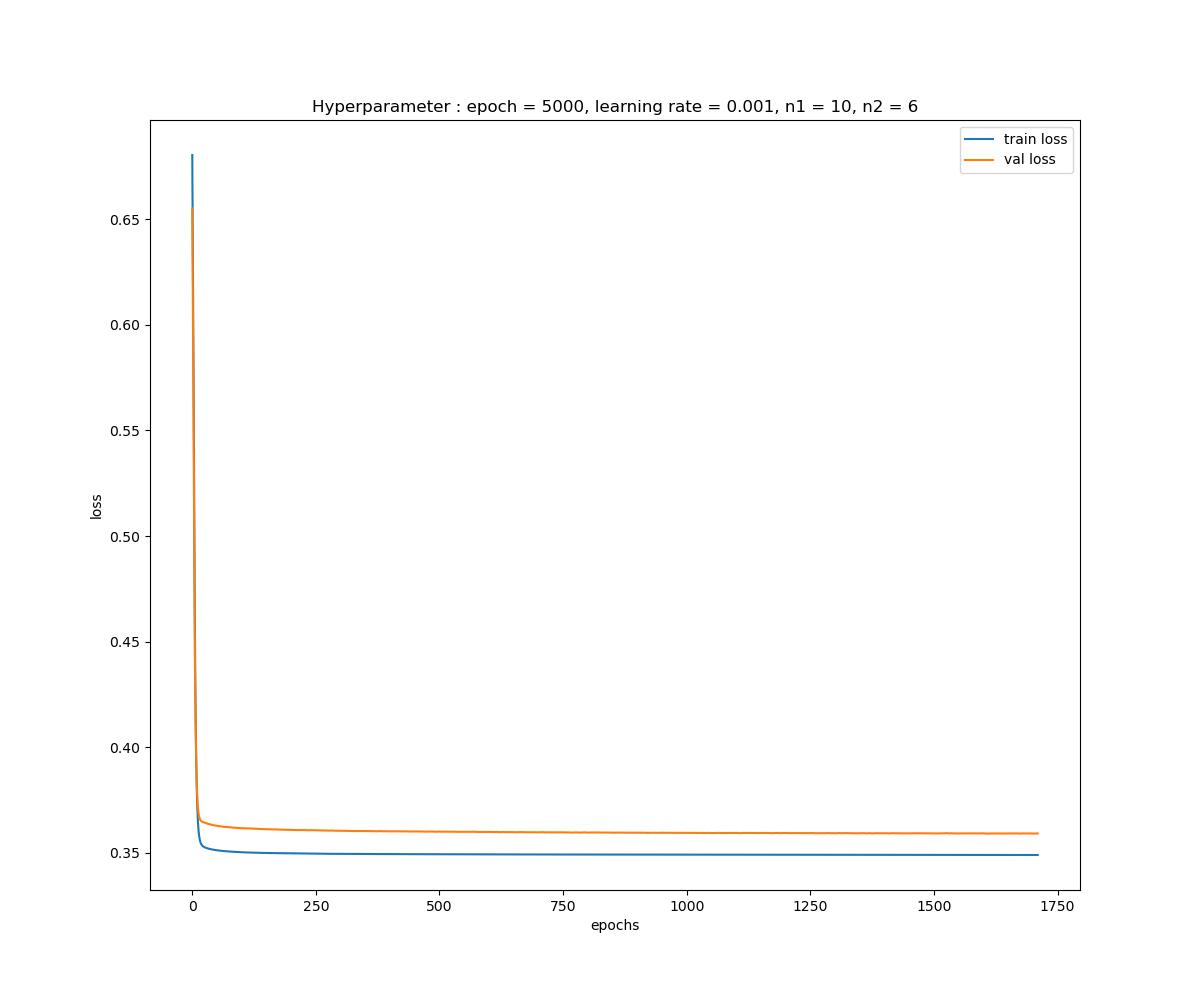 Hyperparameter : epoch = 5000, learning rate = 0.001, n1 = 10, n2 = 6
train loss
val loss
0.65
0.60
0.55
0.50
0.45
0.40
0.35
loss
0 250 500 750 1000 1250 1500 1750
epochs